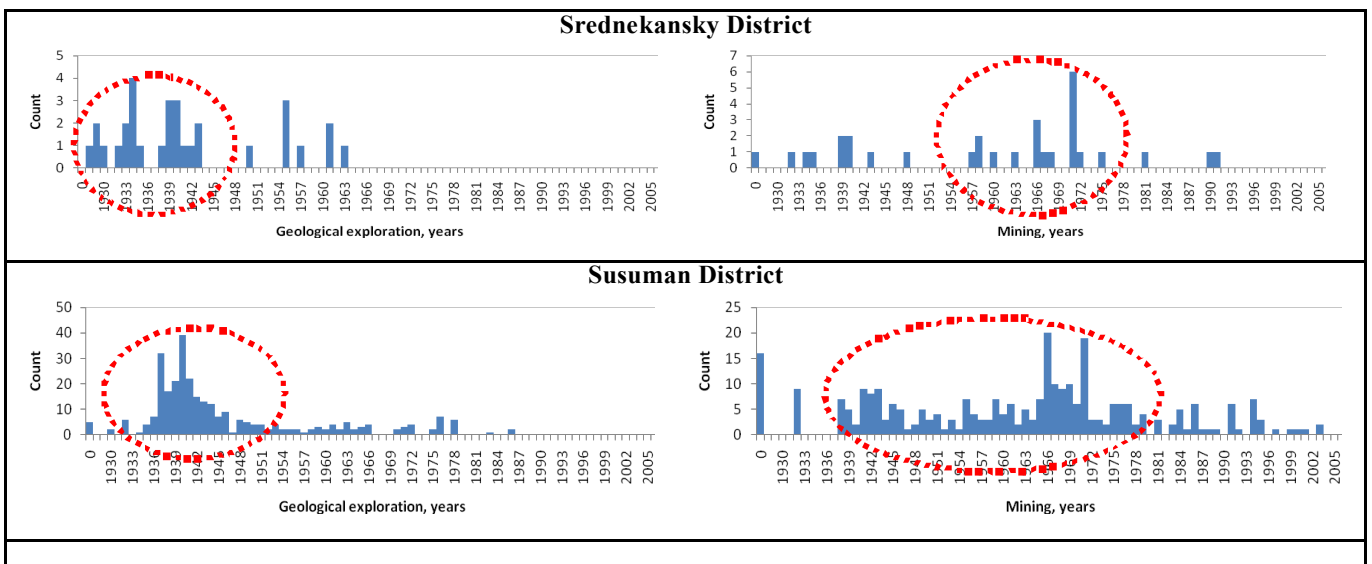 Srednekansky District
Count
5
4
3
2
1
0
0 1930 1933 1936 1939 1942 1945 1948 1951 1954 1957 1960 1963 1966 1969 1972 1975 1978 1981 1984 1987 1990 1993 1996 1999 2002 2005
Geological exploration, years
Count
7
6
5
4
3
2
1
0
0 1930 1933 1936 1939 1942 1945 1948 1951 1954 1957 1960 1963 1966 1969 1972 1975 1978 1981 1984 1987 1990 1993 1996 1999 2002 2005
Mining, years
Susuman District
Count
50
40
30
20
10
0
0 1930 1933 1936 1939 1942 1945 1948 1951 1954 1957 1960 1963 1966 1969 1972 1975 1978 1981 1984 1987 1990 1993 1996 1999 2002 2005
Geological exploration, years
Count
25
20
15
10
5
0
0 1930 1933 1936 1939 1942 1945 1948 1951 1954 1957 1960 1963 1966 1969 1972 1975 1978 1981 1984 1987 1990 1993 1996 1999 2002 2005
Mining, years